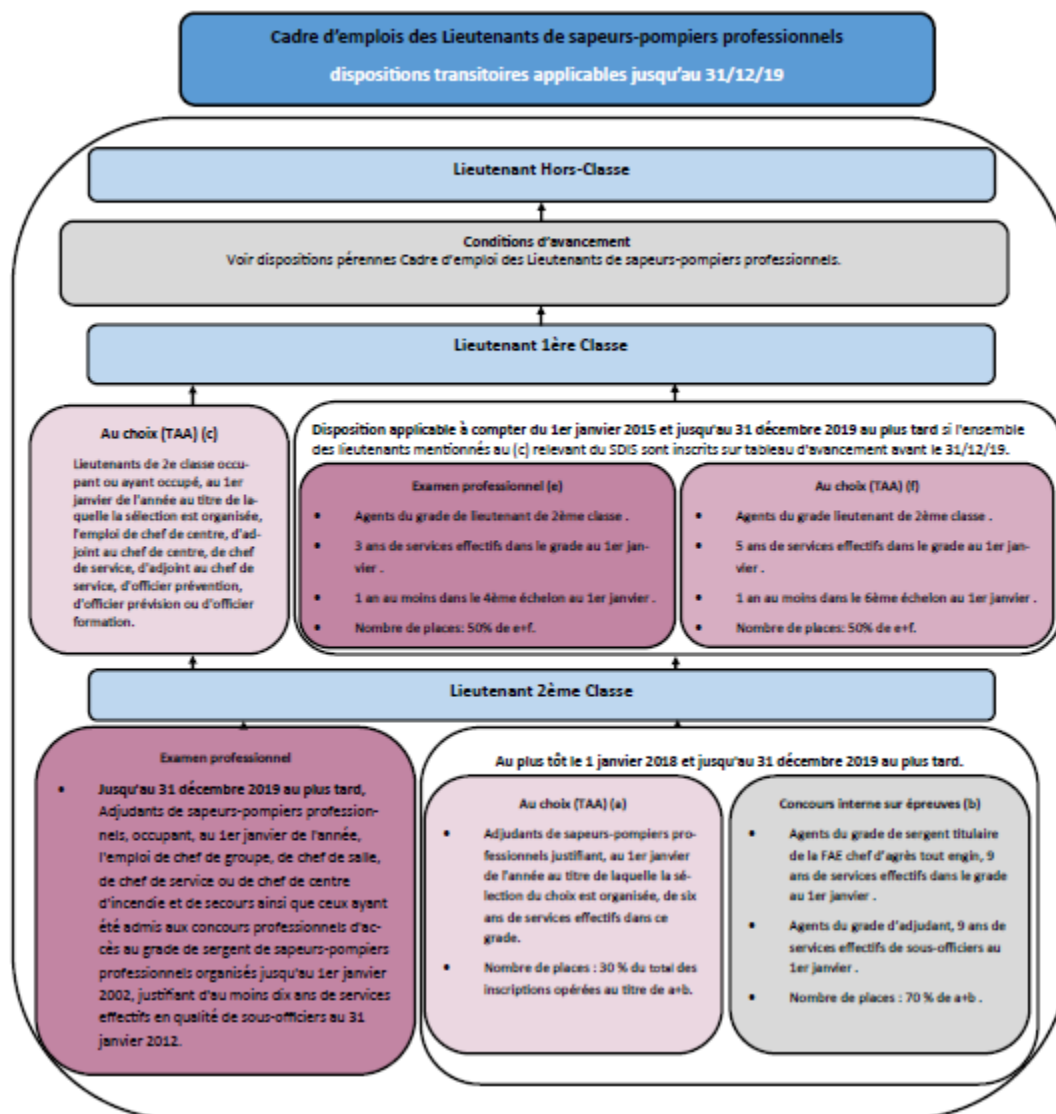 Cadre d'emplois des Lieutenants de sapeurs-pompiers professionnels
dispositions transitoires applicables jusqu'au 31/12/19
Lieutenant Hors-Classe
Conditions d'avancement
Voir dispositions pérennes Cadre d'emploi des Lieutenants de sapeurs-pompiers professionnels.
Lieutenant 1ère Classe
Au choix (TAA) (c)
Lieutenants de 2e classe occu-
pant ou ayant occupé, au 1er
janvier de l'année au titre de la-
quelle la sélection est organisée,
l'emploi de chef de centre, d'ad-
joint au chef de centre, de chef
de service, d'adjoint au chef de
service, d'officier prévention,
d'officier prévision ou d'officier
formation.
Disposition applicable à compter du 1er janvier 2015 et jusqu'au 31 décembre 2019 au plus tard si l'ensemble
des lieutenants mentionnés au (c) relevant du SDIS sont inscrits sur tableau d'avancement avant le 31/12/19.
Examen professionnel (e)
• Agents du grade de lieutenant de 2ème classe .
• 3 ans de services effectifs dans le grade au 1er jan-
vier .
• 1 an au moins dans le 4ème échelon au 1er janvier .
• Nombre de places: 50% de e+f.
Au choix (TAA) (f)
• Agents du grade lieutenant de 2ème classe .
• 5 ans de services effectifs dans le grade au 1er jan-
vier .
• 1 an au moins dans le 6ème échelon au 1er janvier .
• Nombre de places: 50% de e+f.
Lieutenant 2ème Classe
Examen professionnel
• Jusqu'au 31 décembre 2019 au plus tard,
Adjudants de sapeurs-pompiers profession-
nels, occupant, au 1er janvier de l'année,
l'emploi de chef de groupe, de chef de salle,
de chef de service ou de chef de centre
d'incendie et de secours ainsi que ceux ayant
été admis aux concours professionnels d'ac-
cès au grade de sergent de sapeurs-pompiers
professionnels organisés jusqu'au 1er janvier
2002, justifiant d'au moins dix ans de services
effectifs en qualité de sous-officiers au 31
janvier 2012.
Au plus tôt le 1 janvier 2018 et jusqu'au 31 décembre 2019 au plus tard.
Au choix (TAA) (a)
• Adjudants de sapeurs-pompiers pro-
fessionnels justifiant, au 1er janvier
de l'année au titre de laquelle la sé-
lection du choix est organisée, de six
ans de services effectifs dans ce
grade.
• Nombre de places : 30 % du total des
inscriptions opérées au titre de a+b.
Concours interne sur épreuves (b)
• Agents du grade de sergent titulaire
de la FAE chef d'agrès tout engin, 9
ans de services effectifs dans le grade
au 1er janvier .
• Agents du grade d'adjudant, 9 ans de
services effectifs de sous-officiers au
1er janvier .
• Nombre de places : 70 % de a+b .